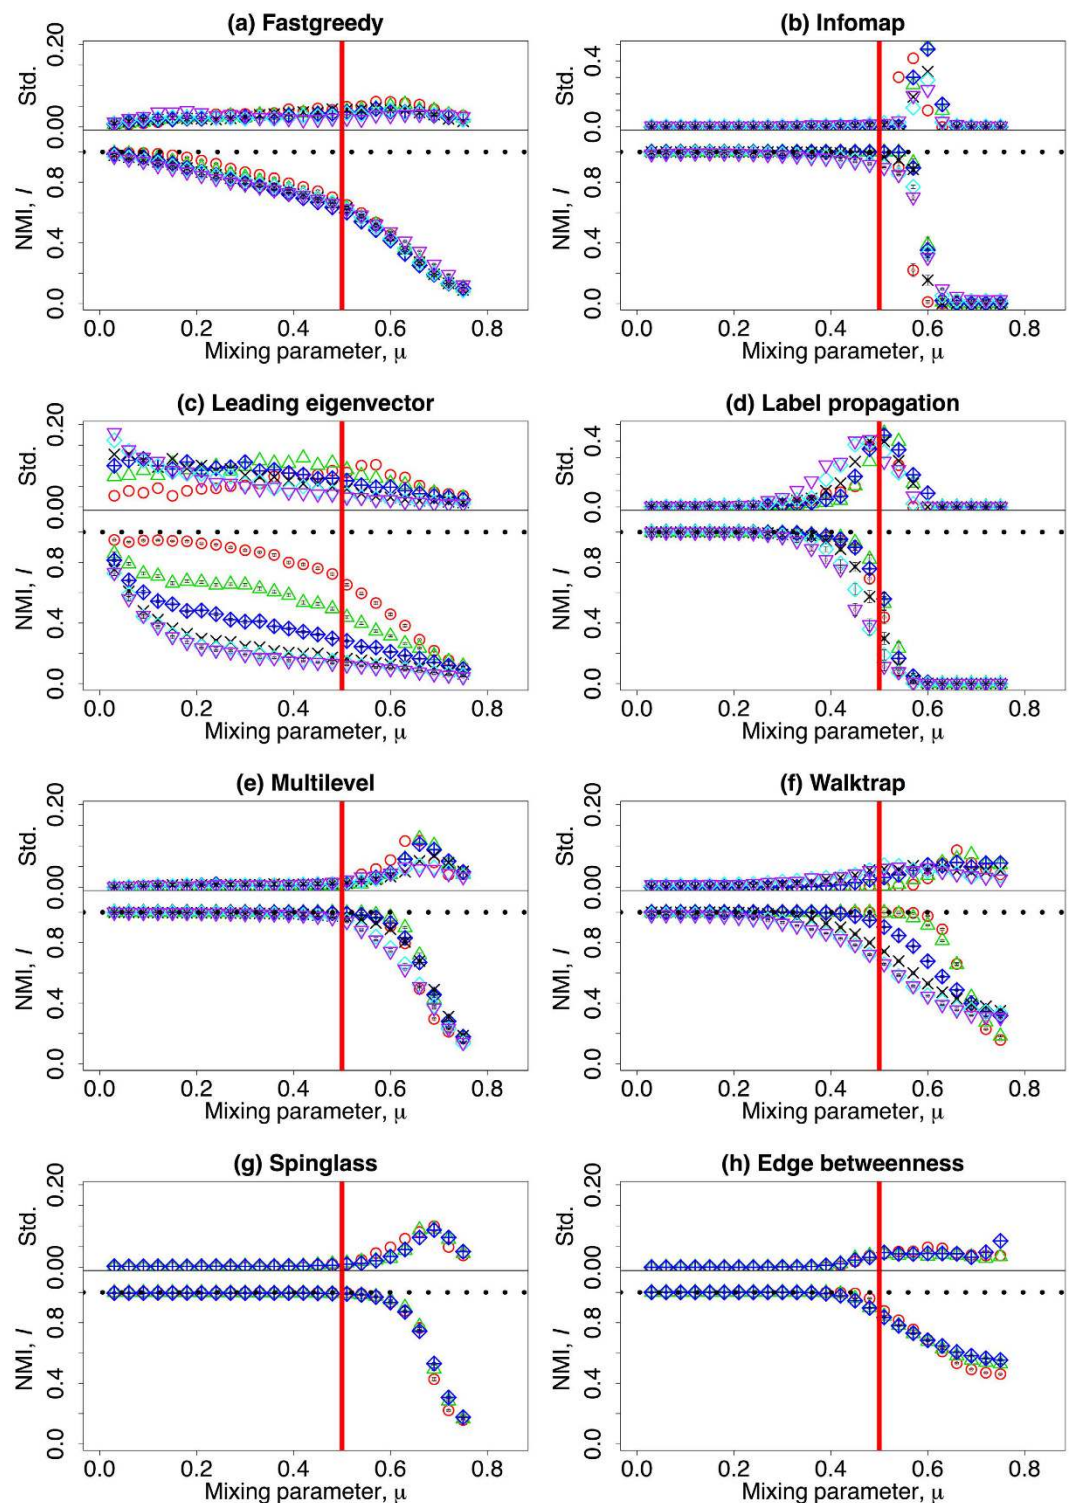 (a) Fastgreedy
Std.
0.00 0.20
NMI, I
0.0 0.4 0.8
0.0 0.2 0.4 0.6 0.8
Mixing parameter, μ
(b) Infomap
Std.
0.0 0.4
NMI, I
0.0 0.4 0.8
0.0 0.2 0.4 0.6 0.8
Mixing parameter, μ
(c) Leading eigenvector
Std.
0.00 0.20
NMI, I
0.0 0.4 0.8
0.0 0.2 0.4 0.6 0.8
Mixing parameter, μ
(d) Label propagation
Std.
0.0 0.4
NMI, I
0.0 0.4 0.8
0.0 0.2 0.4 0.6 0.8
Mixing parameter, μ
(e) Multilevel
Std.
0.00 0.20
NMI, I
0.0 0.4 0.8
0.0 0.2 0.4 0.6 0.8
Mixing parameter, μ
(f) Walktrap
Std.
0.00 0.20
NMI, I
0.0 0.4 0.8
0.0 0.2 0.4 0.6 0.8
Mixing parameter, μ
(g) Spinglass
Std.
0.00 0.20
NMI, I
0.0 0.4 0.8
0.0 0.2 0.4 0.6 0.8
Mixing parameter, μ
(h) Edge betweenness
Std.
0.00 0.20
NMI, I
0.0 0.4 0.8
0.0 0.2 0.4 0.6 0.8
Mixing parameter, μ